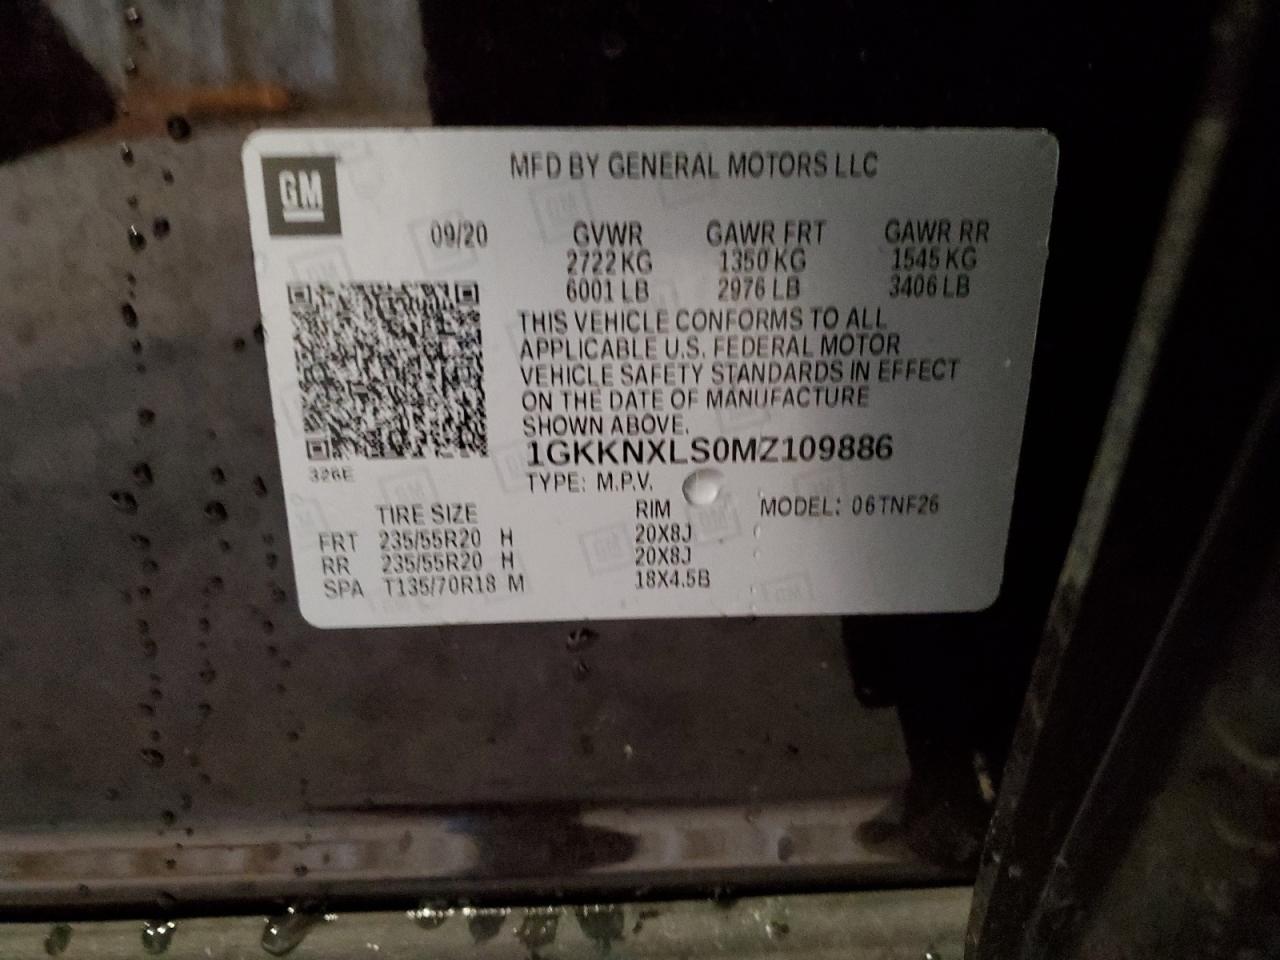 GM
MFD BY GENERAL MOTORS LLC
09/20 GVWR GAWR FRT GAWR RR
2722 KG 1350 KG 1545 KG
6001 LB 2976 LB 3406 LB
THIS VEHICLE CONFORMS TO ALL
APPLICABLE U.S. FEDERAL MOTOR
VEHICLE SAFETY STANDARDS IN EFFECT
ON THE DATE OF MANUFACTURE
SHOWN ABOVE.
1GKKNXLS0MZ109886
326E
TYPE: M.P.V.
TIRE SIZE RIM MODEL: 06TNF26
FRT 235/55R20 H 20X8J
RR 235/55R20 H 20X8J
SPA T135/70R18 M 18X4.5B